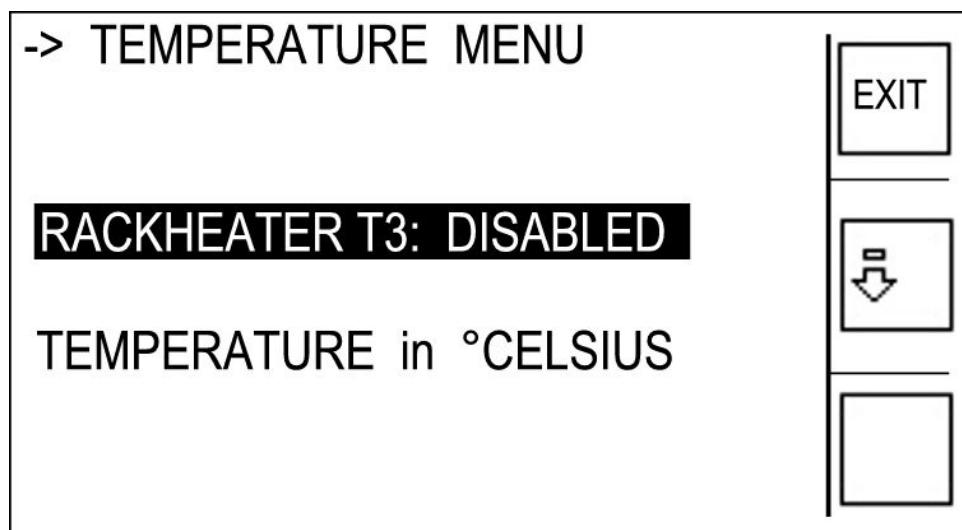 -> TEMPERATURE MENU
EXIT
RACKHEATER T3: DISABLED
TEMPERATURE in °CELSIUS